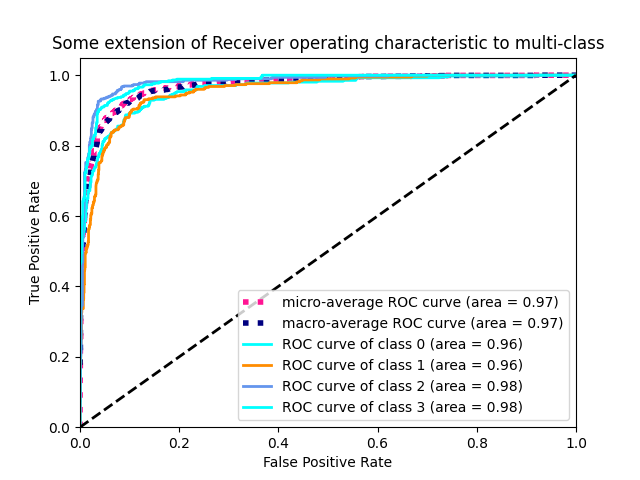 Some extension of Receiver operating characteristic to multi-class
True Positive Rate
1.0
0.8
0.6
0.4
0.2
0.0
micro-average ROC curve (area = 0.97)
macro-average ROC curve (area = 0.97)
ROC curve of class 0 (area = 0.96)
ROC curve of class 1 (area = 0.96)
ROC curve of class 2 (area = 0.98)
ROC curve of class 3 (area = 0.98)
0.0 0.2 0.4 0.6 0.8 1.0
False Positive Rate